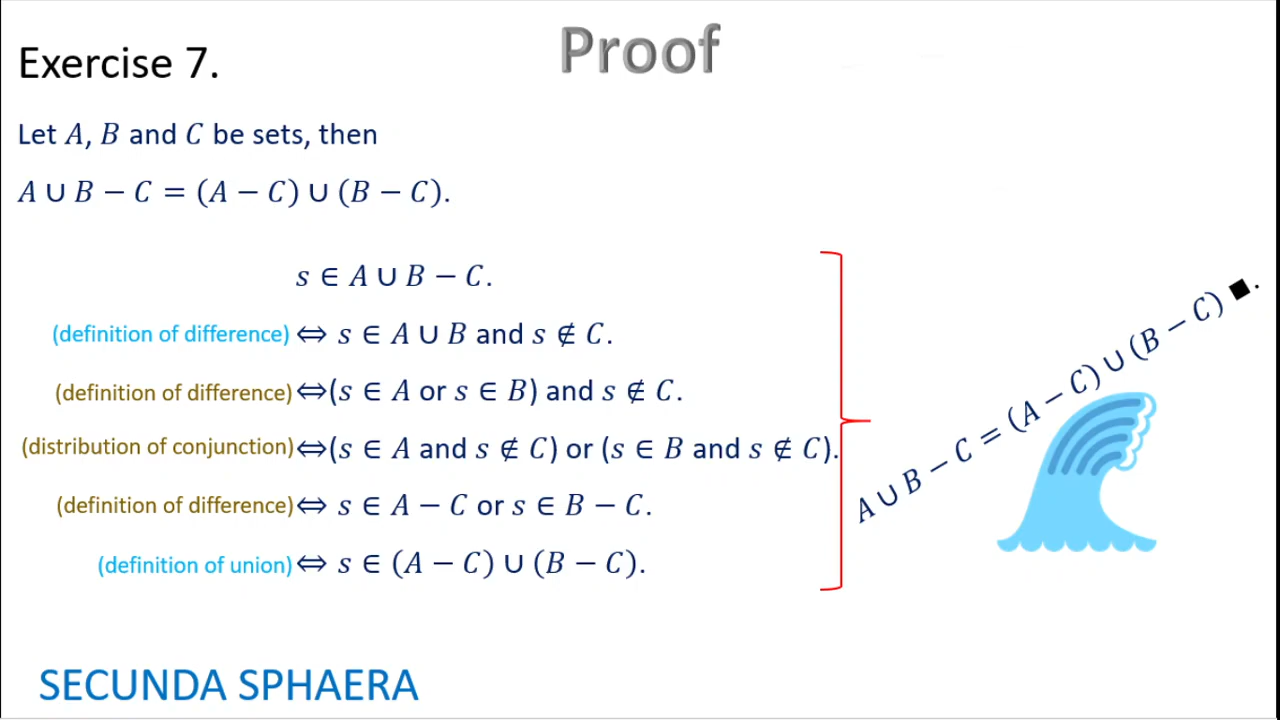 Proof
Exercise 7.
Let A, B and C be sets, then
A ∪ B − C = (A − C) ∪ (B − C).
s ∈ A ∪ B − C.
(definition of difference) ⇔ s ∈ A ∪ B and s ∉ C.
(definition of difference) ⇔(s ∈ A or s ∈ B) and s ∉ C.
(distribution of conjunction) ⇔(s ∈ A and s ∉ C) or (s ∈ B and s ∉ C).
(definition of difference) ⇔ s ∈ A − C or s ∈ B − C.
(definition of union) ⇔ s ∈ (A − C) ∪ (B − C).
A ∪ B − C = (A − C) ∪ (B − C) ■.
SECUNDA SPHAERA